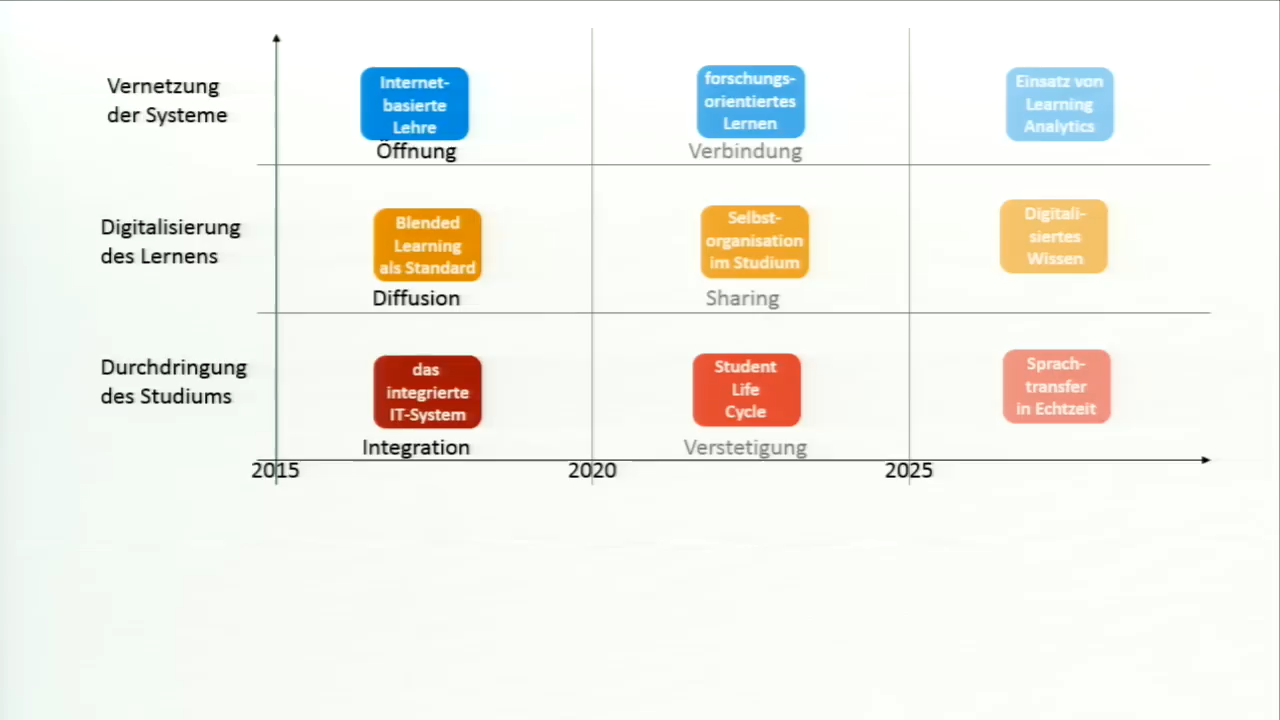 Vernetzung
der Systeme
Internet-
basierte
Lehre
Öffnung
forschungs-
orientiertes
Lernen
Verbindung
Einsatz von
Learning
Analytics
Digitalisierung
des Lernens
Blended
Learning
als Standard
Diffusion
Selbst-
organisation
im Studium
Sharing
Digitali-
siertes
Wissen
Durchdringung
des Studiums
das
integrierte
IT-System
Integration
Student
Life
Cycle
Verstetigung
Sprach-
transfer
in Echtzeit
2015
2020
2025